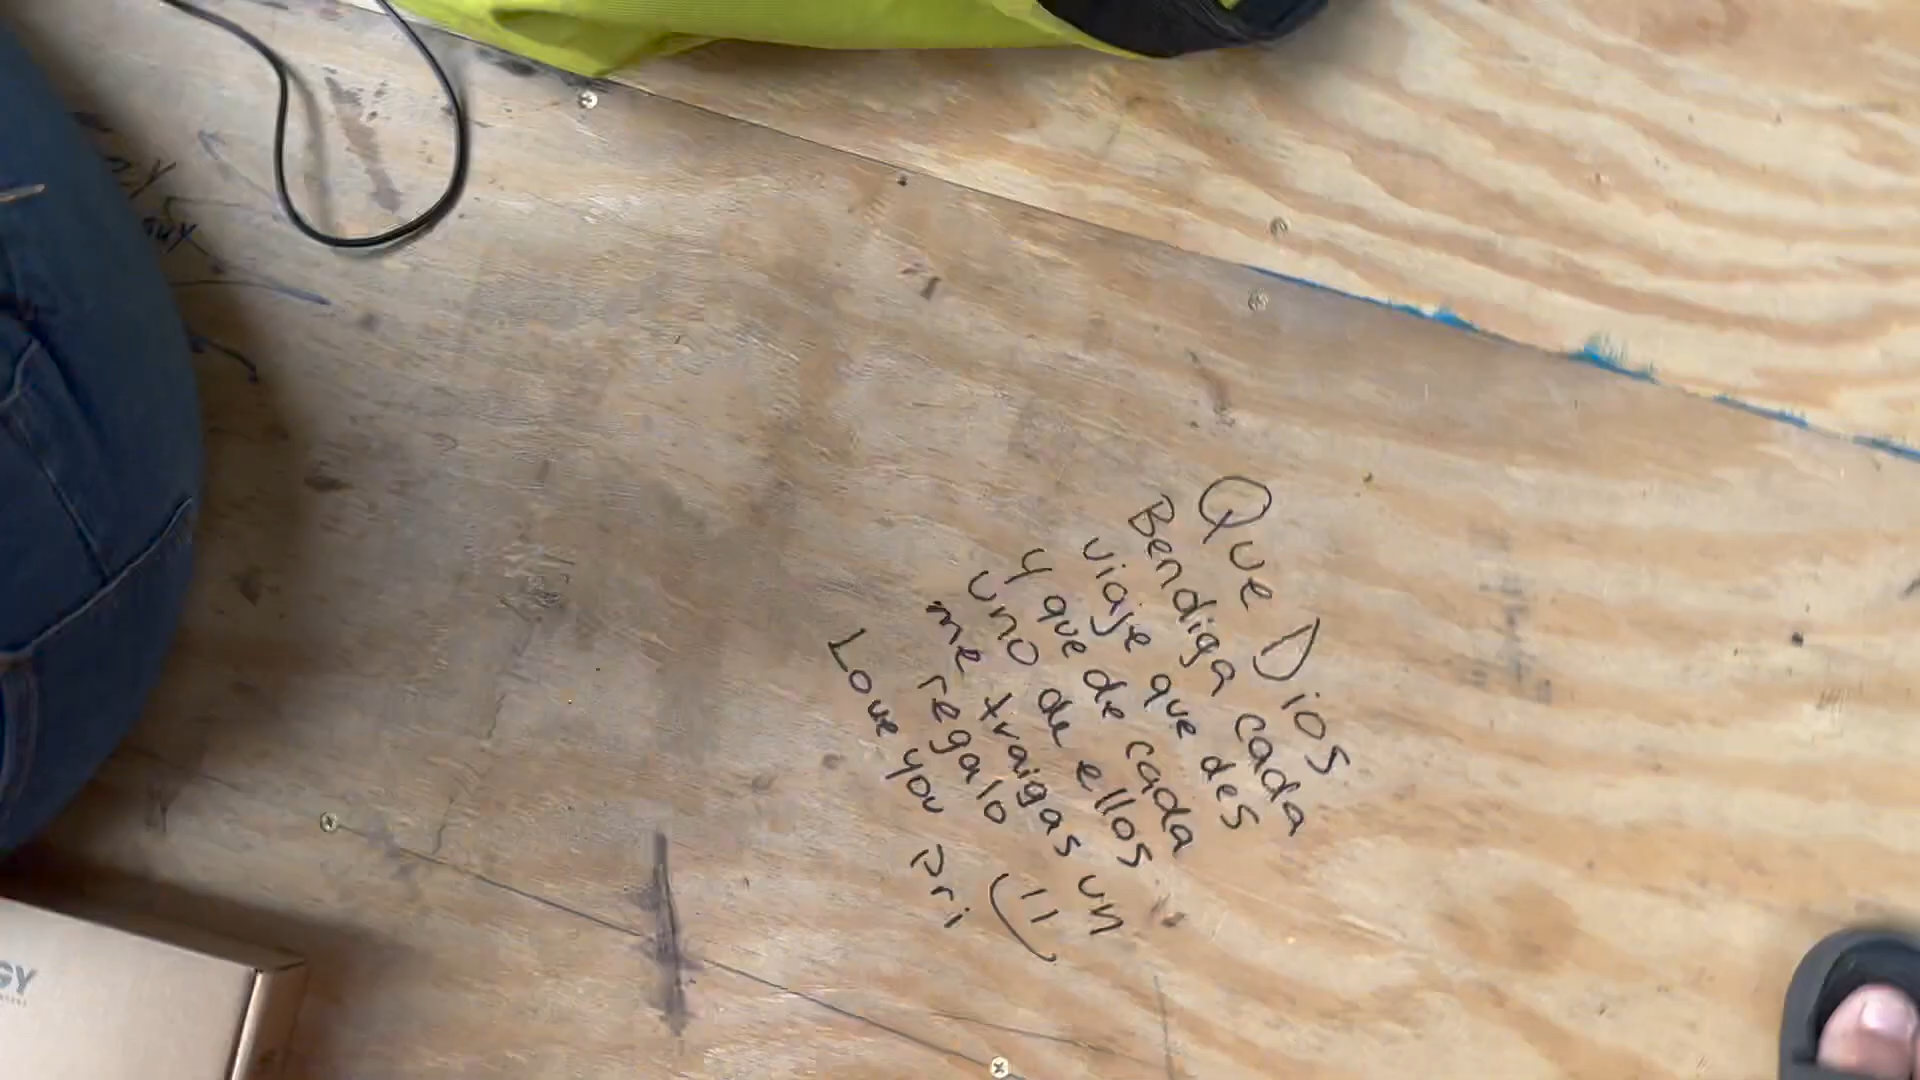 Que Dios
Bendiga cada
viaje que des
y que de cada
uno de ellos
me traigas un
regalo
Love you pri
GY